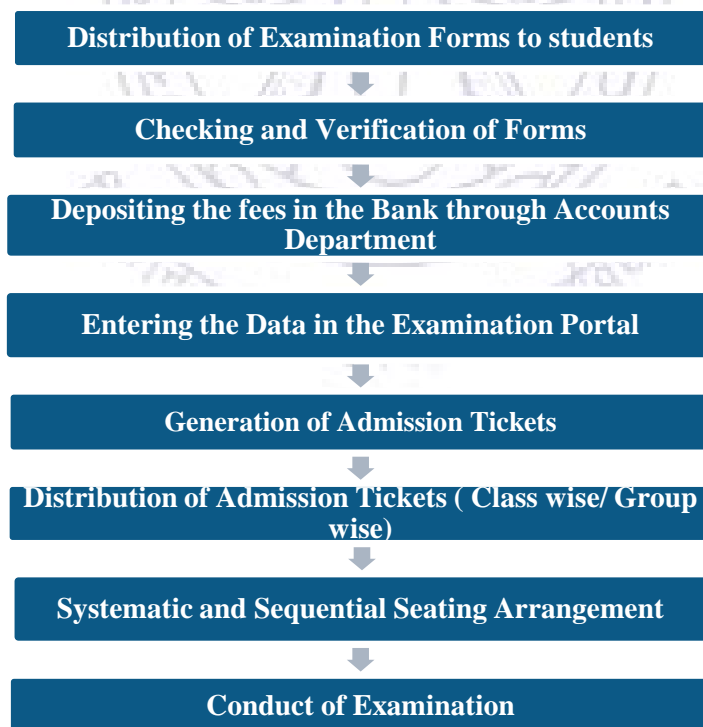 Distribution of Examination Forms to students
Checking and Verification of Forms
Depositing the fees in the Bank through Accounts
Department
Entering the Data in the Examination Portal
Generation of Admission Tickets
Distribution of Admission Tickets ( Class wise/ Group
wise)
Systematic and Sequential Seating Arrangement
Conduct of Examination